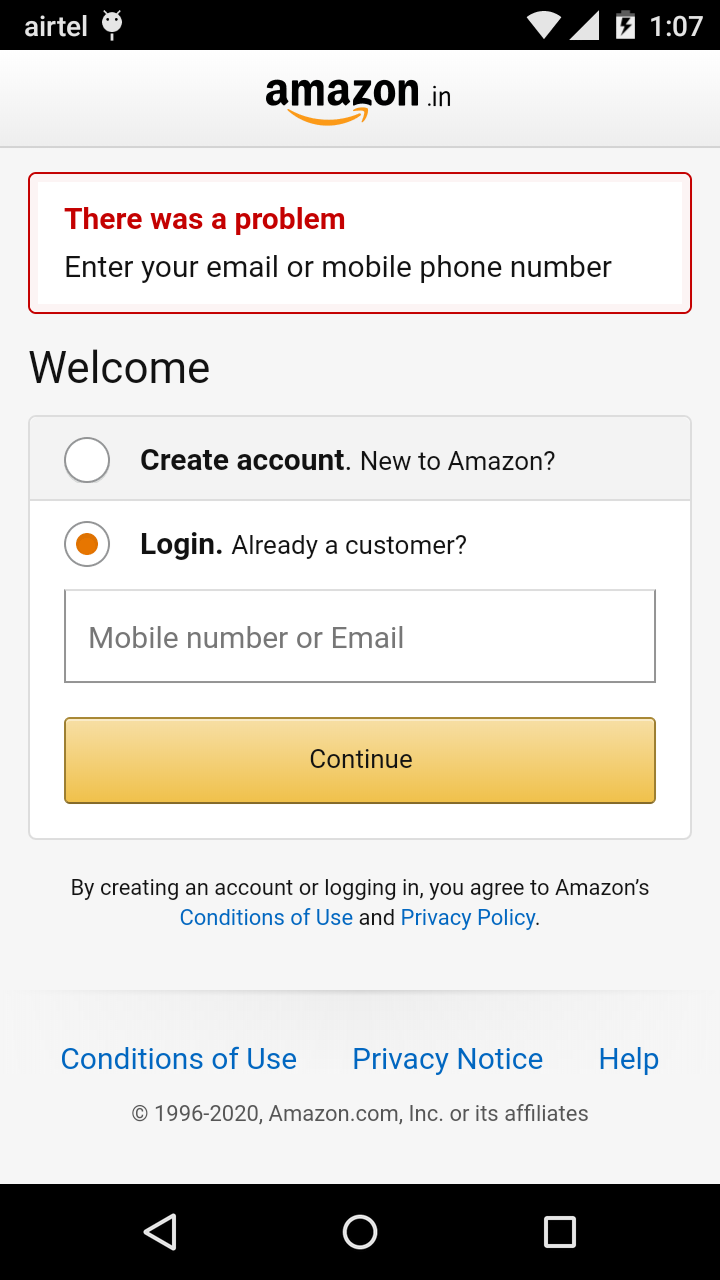 airtel 1:07
amazon.in
There was a problem
Enter your email or mobile phone number
Welcome
Create account. New to Amazon?
Login. Already a customer?
Mobile number or Email
Continue
By creating an account or logging in, you agree to Amazon’s
Conditions of Use and Privacy Policy.
Conditions of Use Privacy Notice Help
© 1996-2020, Amazon.com, Inc. or its affiliates